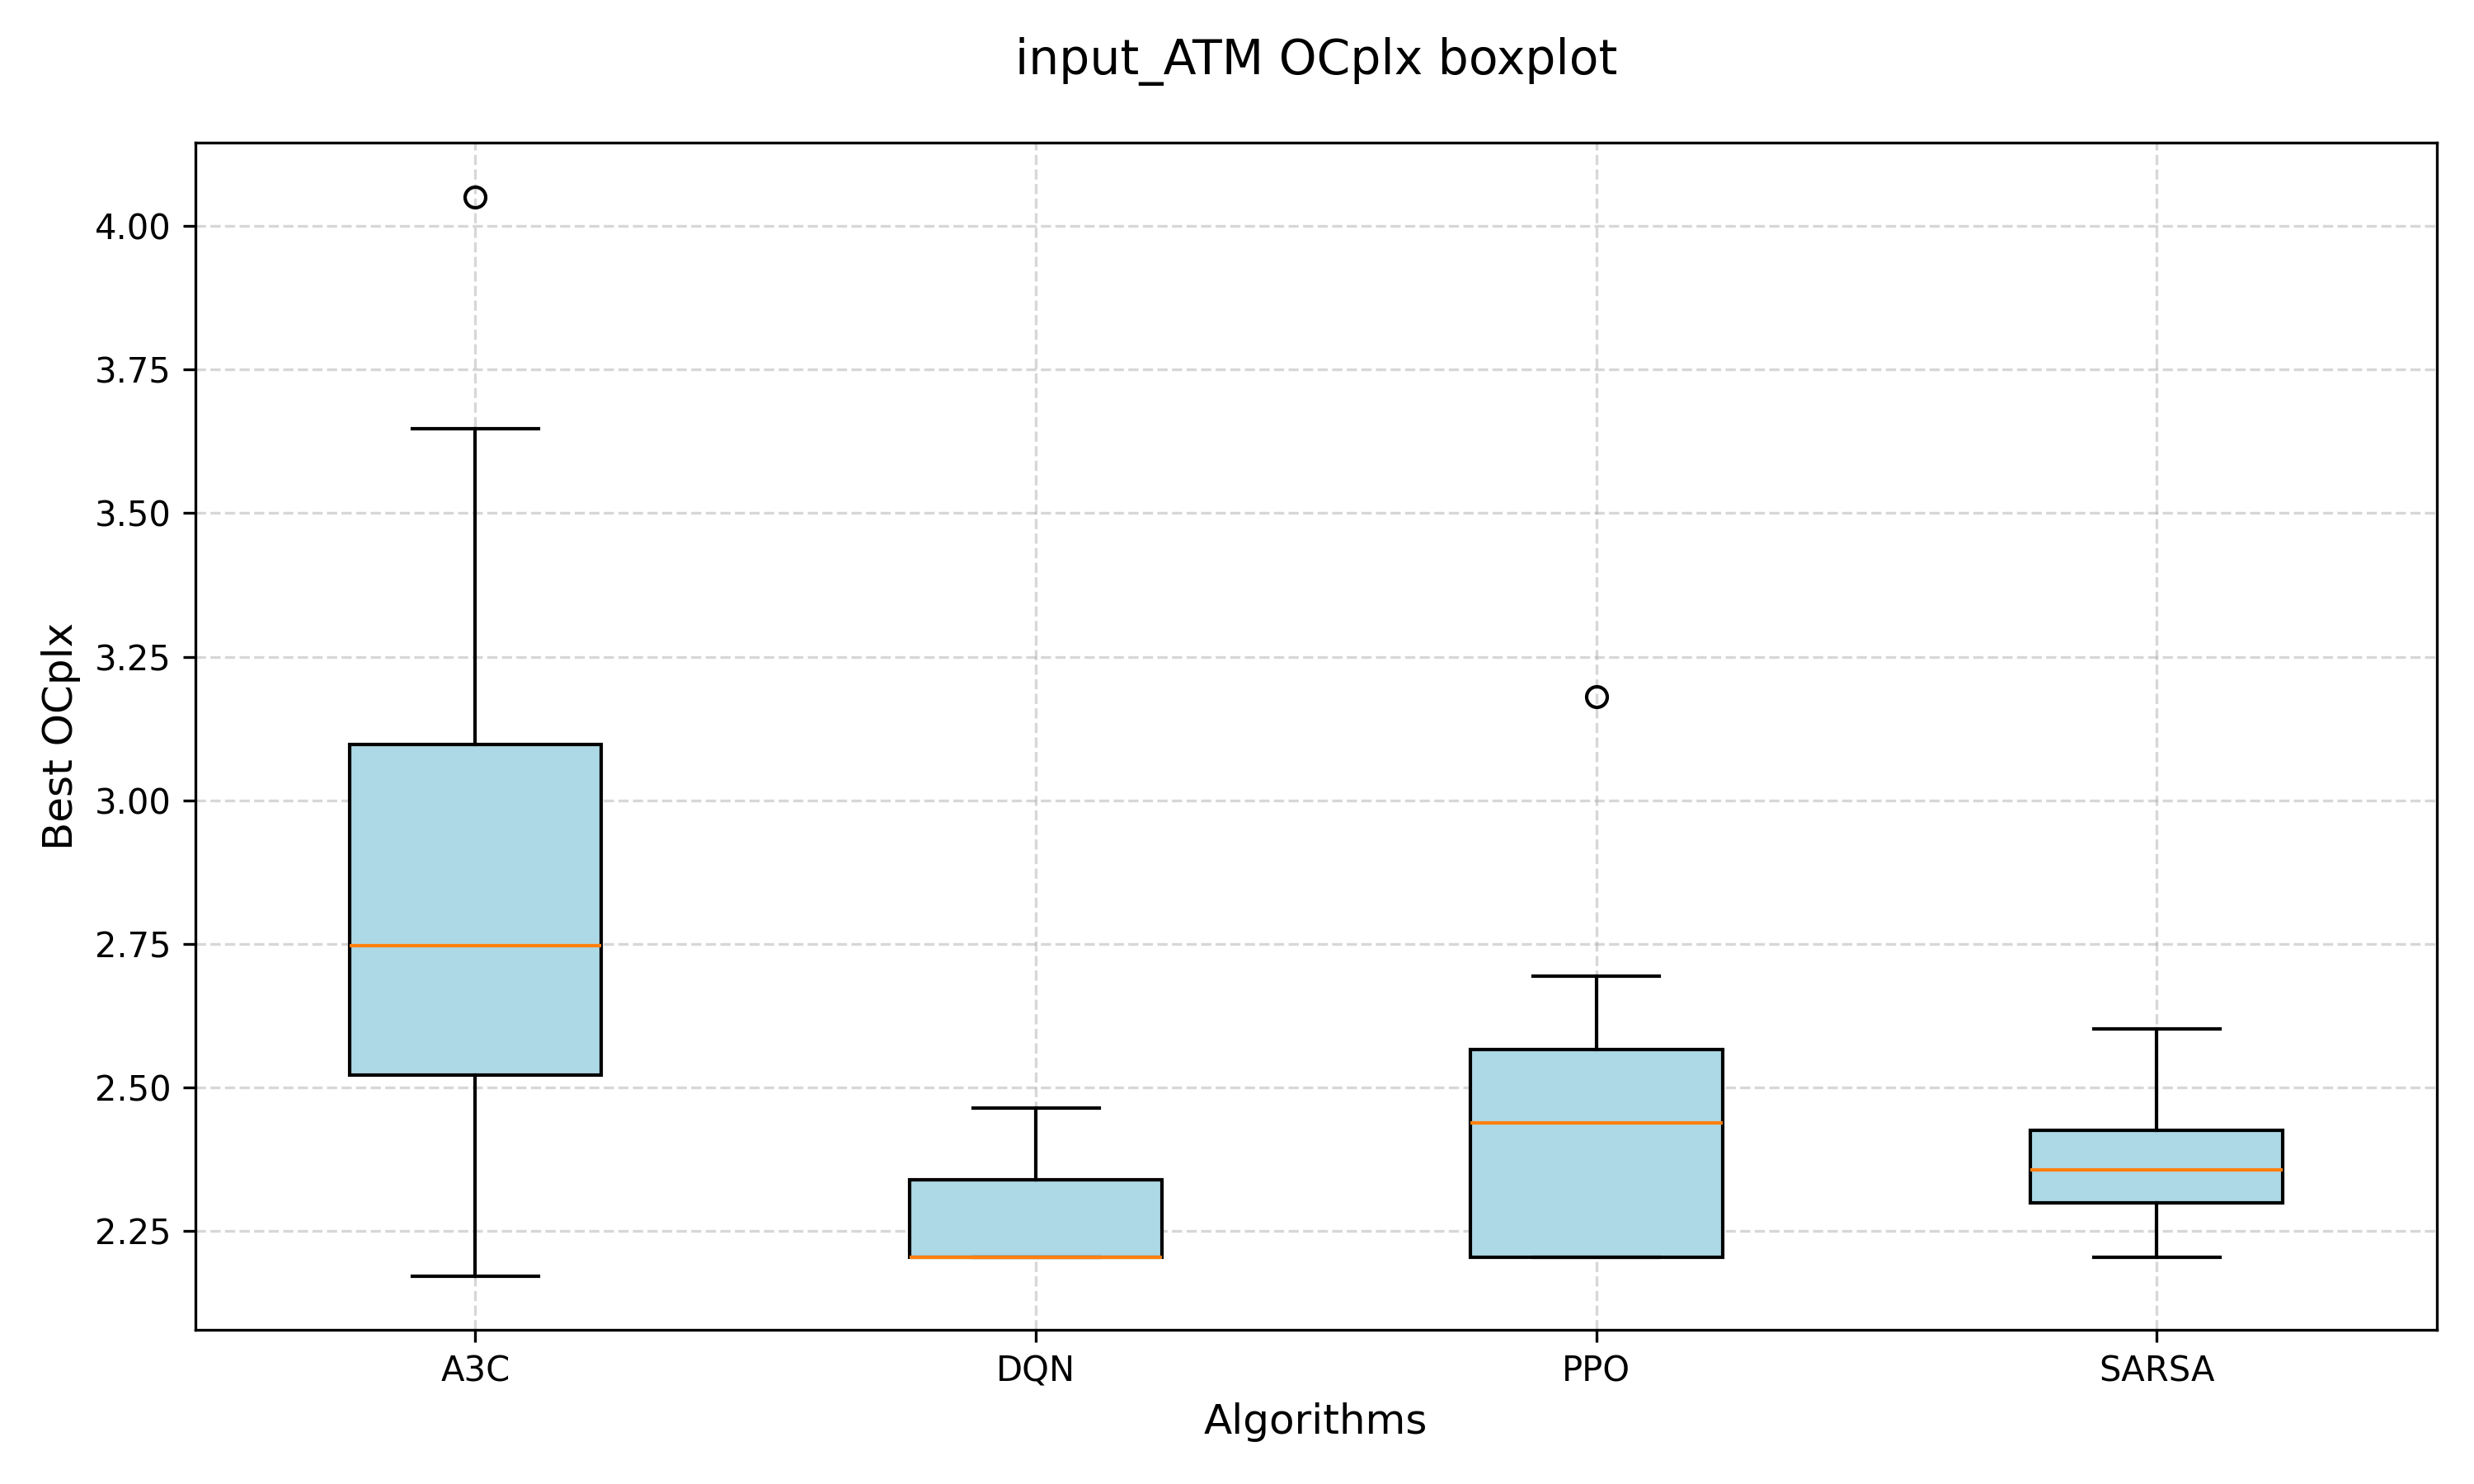 input_ATM OCplx boxplot
Best OCplx
4.00
3.75
3.50
3.25
3.00
2.75
2.50
2.25
A3C
DQN
PPO
SARSA
Algorithms